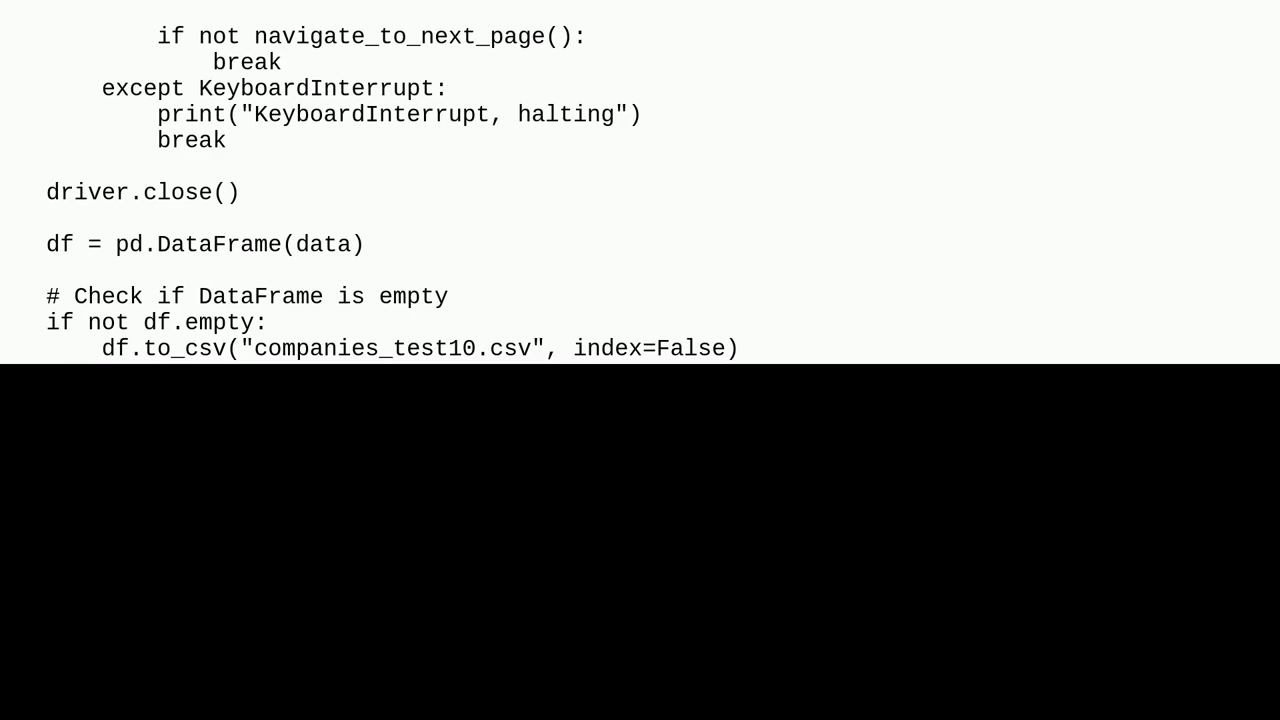 if not navigate_to_next_page():
            break
    except KeyboardInterrupt:
        print("KeyboardInterrupt, halting")
        break
driver.close()
df = pd.DataFrame(data)
# Check if DataFrame is empty
if not df.empty:
    df.to_csv("companies_test10.csv", index=False)